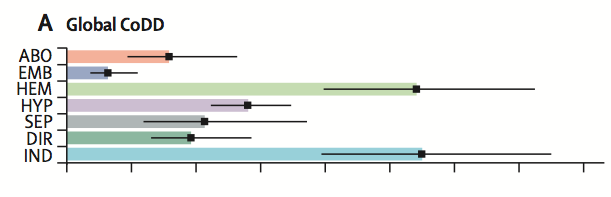 A Global CoDD
ABO
EMB
HEM
HYP
SEP
DIR
IND